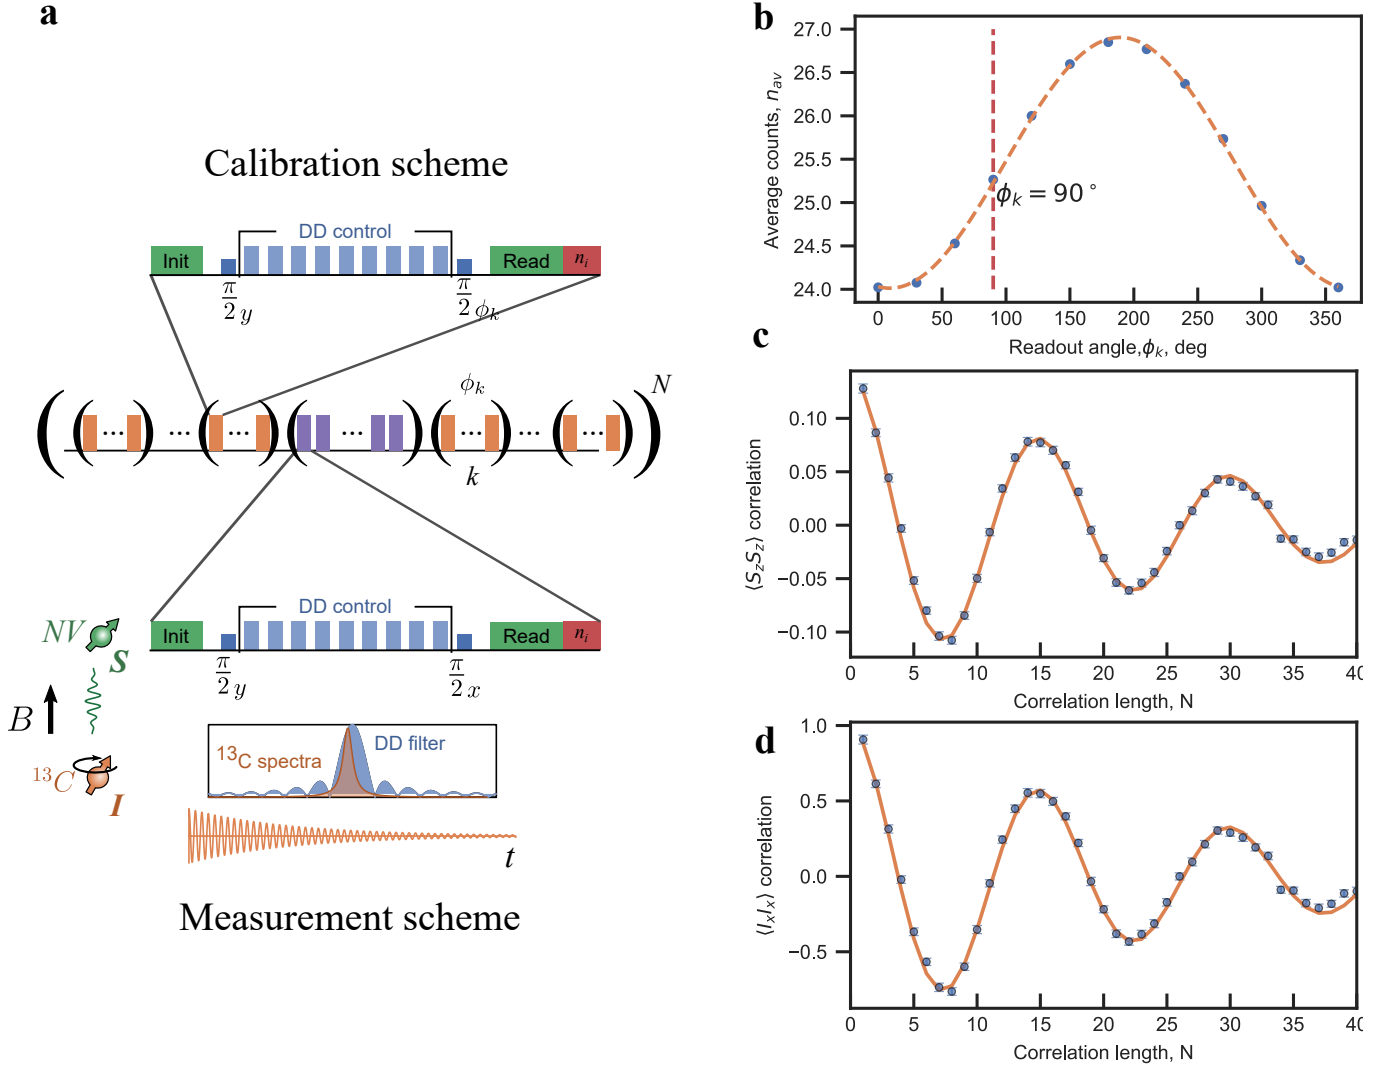 a
Calibration scheme
DD control
Init
Read
n_i
π/2 y
π/2 ϕ_k
ϕ_k
N
( ( ... ) ... ( ... ) ( ... ) ( ... ) ... ( ... ) )
k
DD control
Init
Read
n_i
π/2 y
π/2 x
NV
S
B
¹³C
I
¹³C spectra
DD filter
t
Measurement scheme
b
Average counts, n_av
27.0
26.5
26.0
25.5
25.0
24.5
24.0
ϕ_k = 90°
0 50 100 150 200 250 300 350
Readout angle,ϕ_k, deg
c
⟨S_zS_z⟩ correlation
0.10
0.05
0.00
−0.05
−0.10
0 5 10 15 20 25 30 35 40
Correlation length, N
d
⟨I_xI_x⟩ correlation
1.0
0.5
0.0
−0.5
0 5 10 15 20 25 30 35 40
Correlation length, N